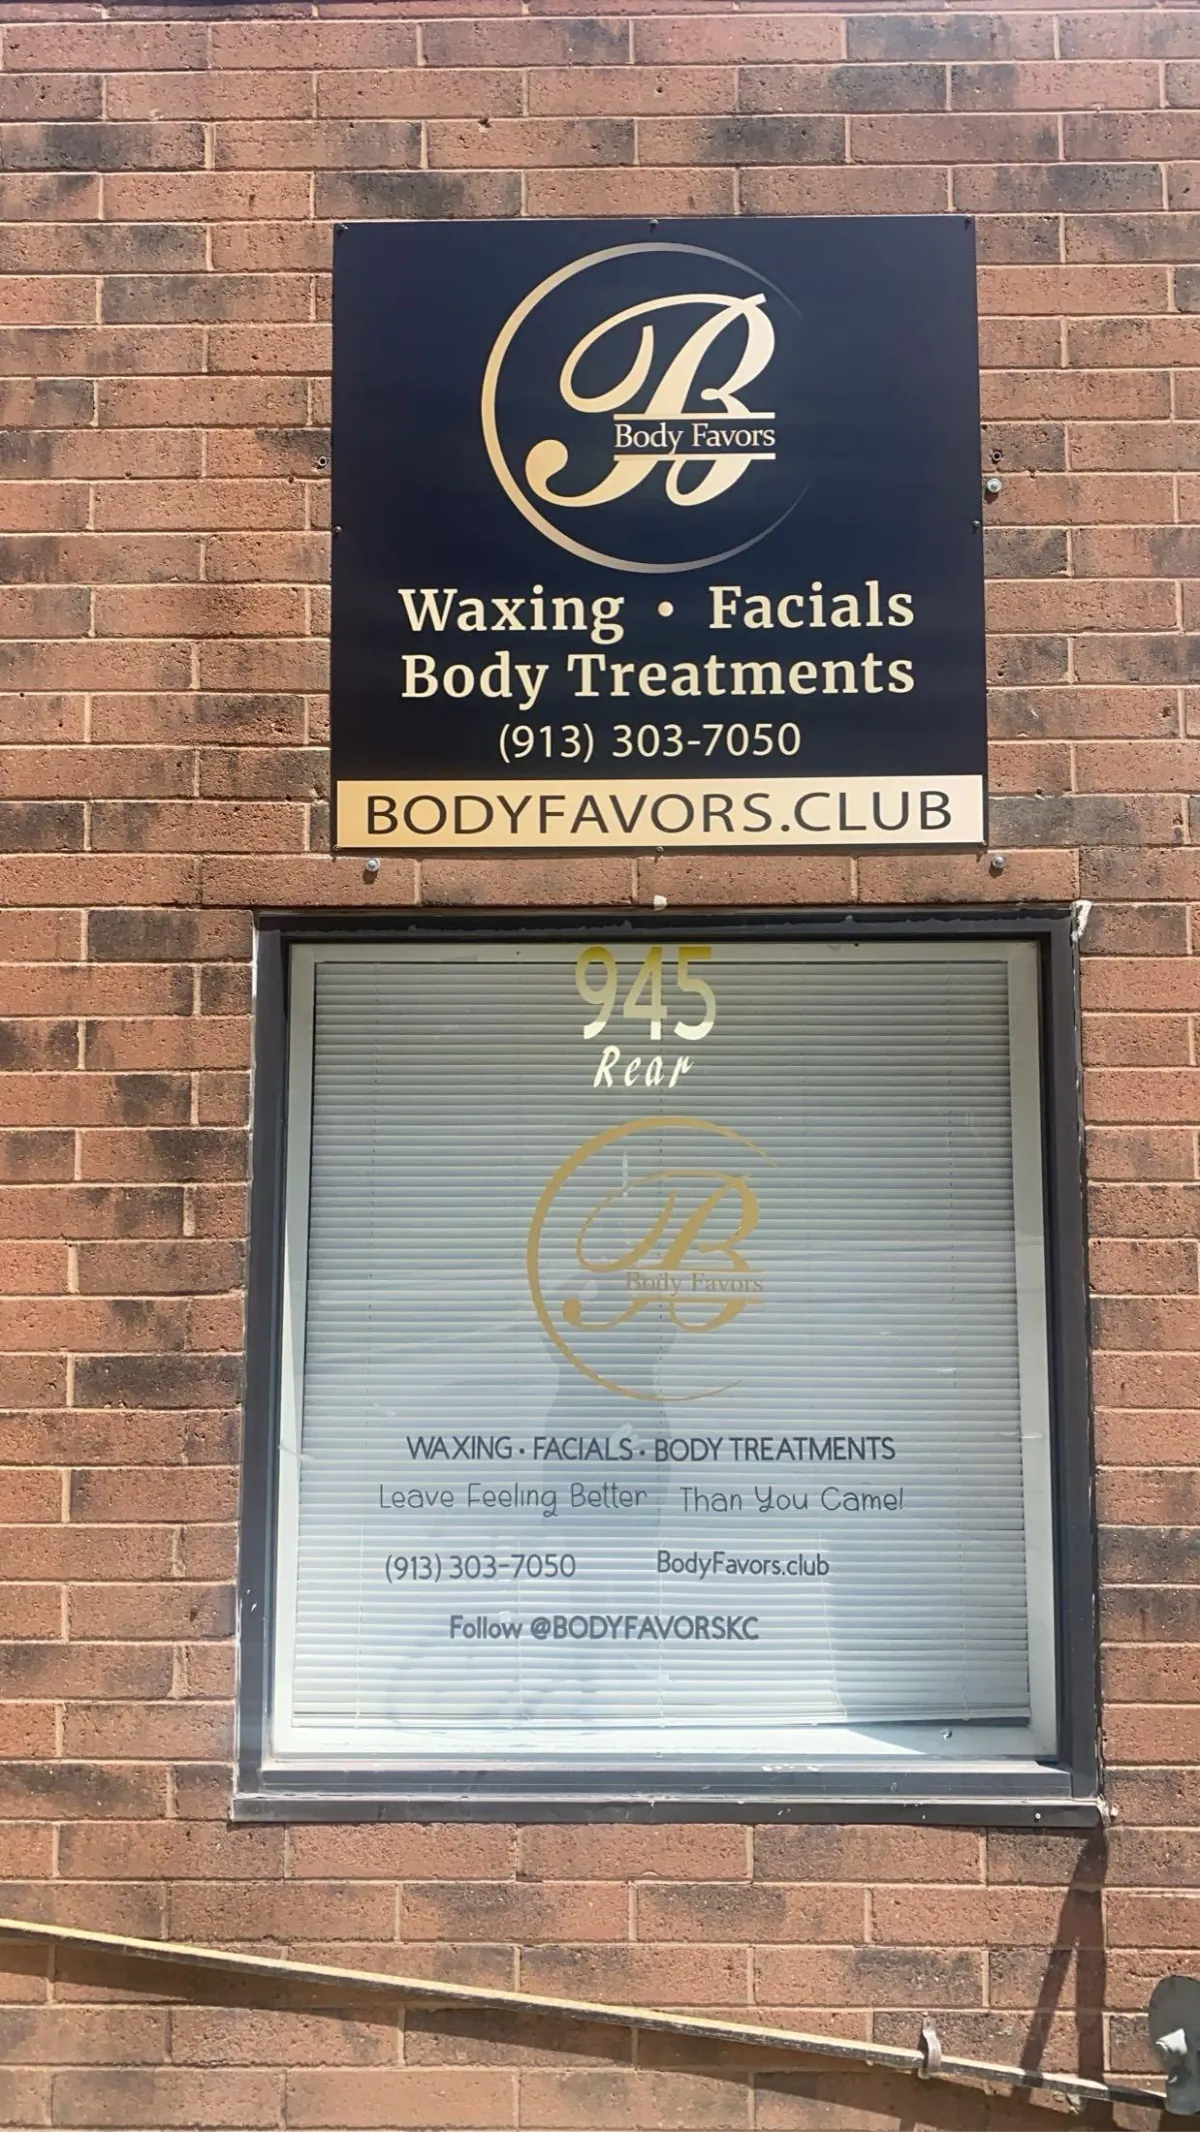 Body Favors
Waxing • Facials
Body Treatments
(913) 303-7050
BODYFAVORS.CLUB
945
Rear
Body Favors
WAXING • FACIALS • BODY TREATMENTS
Leave Feeling Better Than You Came!
(913) 303-7050 BodyFavors.club
Follow @BODYFAVORSKC